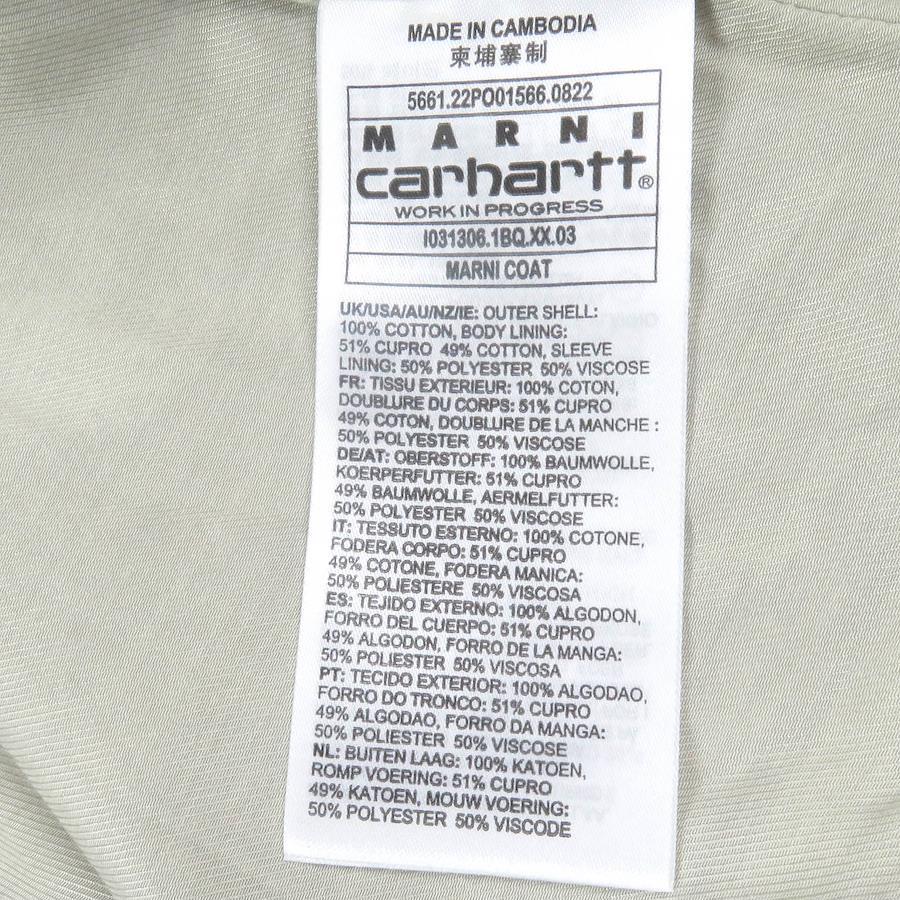 MADE IN CAMBODIA
柬埔寨制
5661.22PO01566.0822
MARNI
carhartt®
WORK IN PROGRESS
I031306.1BQ.XX.03
MARNI COAT
UK/USA/AU/NZ/IE: OUTER SHELL:
100% COTTON, BODY LINING:
51% CUPRO 49% COTTON, SLEEVE
LINING: 50% POLYESTER 50% VISCOSE
FR: TISSU EXTERIEUR: 100% COTON,
DOUBLURE DU CORPS: 51% CUPRO
49% COTON, DOUBLURE DE LA MANCHE :
50% POLYESTER 50% VISCOSE
DE/AT: OBERSTOFF: 100% BAUMWOLLE,
KOERPERFUTTER: 51% CUPRO
49% BAUMWOLLE, AERMELFUTTER:
50% POLYESTER 50% VISCOSE
IT: TESSUTO ESTERNO: 100% COTONE,
FODERA CORPO: 51% CUPRO
49% COTONE, FODERA MANICA:
50% POLIESTERE 50% VISCOSA
ES: TEJIDO EXTERNO: 100% ALGODON,
FORRO DEL CUERPO: 51% CUPRO
49% ALGODON, FORRO DE LA MANGA:
50% POLIESTER 50% VISCOSA
PT: TECIDO EXTERIOR: 100% ALGODAO,
FORRO DO TRONCO: 51% CUPRO
49% ALGODAO, FORRO DA MANGA:
50% POLIESTER 50% VISCOSE
NL: BUITEN LAAG: 100% KATOEN,
ROMP VOERING: 51% CUPRO
49% KATOEN, MOUW VOERING:
50% POLYESTER 50% VISCODE